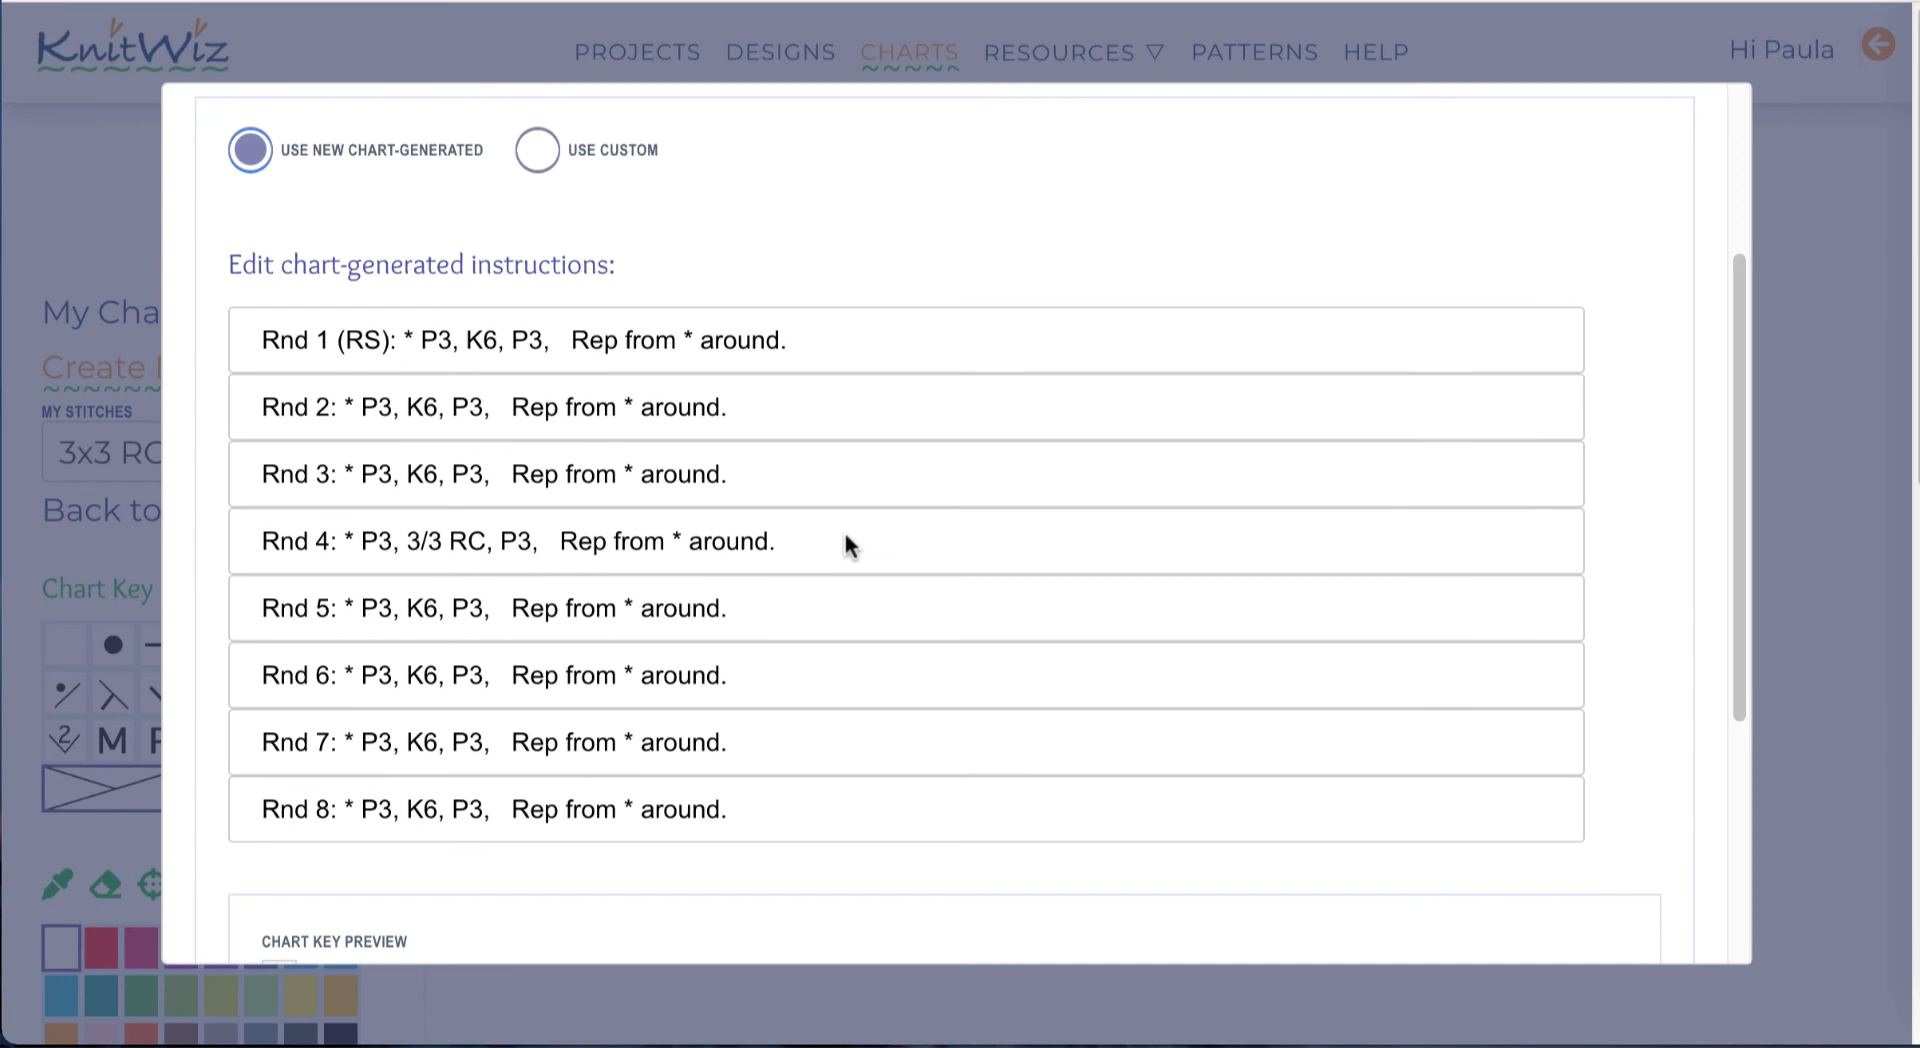 KnitWiz
PROJECTS DESIGNS CHARTS RESOURCES ▽ PATTERNS HELP
Hi Paula
USE NEW CHART-GENERATED USE CUSTOM
Edit chart-generated instructions:
Rnd 1 (RS): * P3, K6, P3,   Rep from * around.
Rnd 2: * P3, K6, P3,   Rep from * around.
Rnd 3: * P3, K6, P3,   Rep from * around.
Rnd 4: * P3, 3/3 RC, P3,   Rep from * around.
Rnd 5: * P3, K6, P3,   Rep from * around.
Rnd 6: * P3, K6, P3,   Rep from * around.
Rnd 7: * P3, K6, P3,   Rep from * around.
Rnd 8: * P3, K6, P3,   Rep from * around.
CHART KEY PREVIEW
My Cha
Create
MY STITCHES
3x3 RC
Back to
Chart Key
2 M